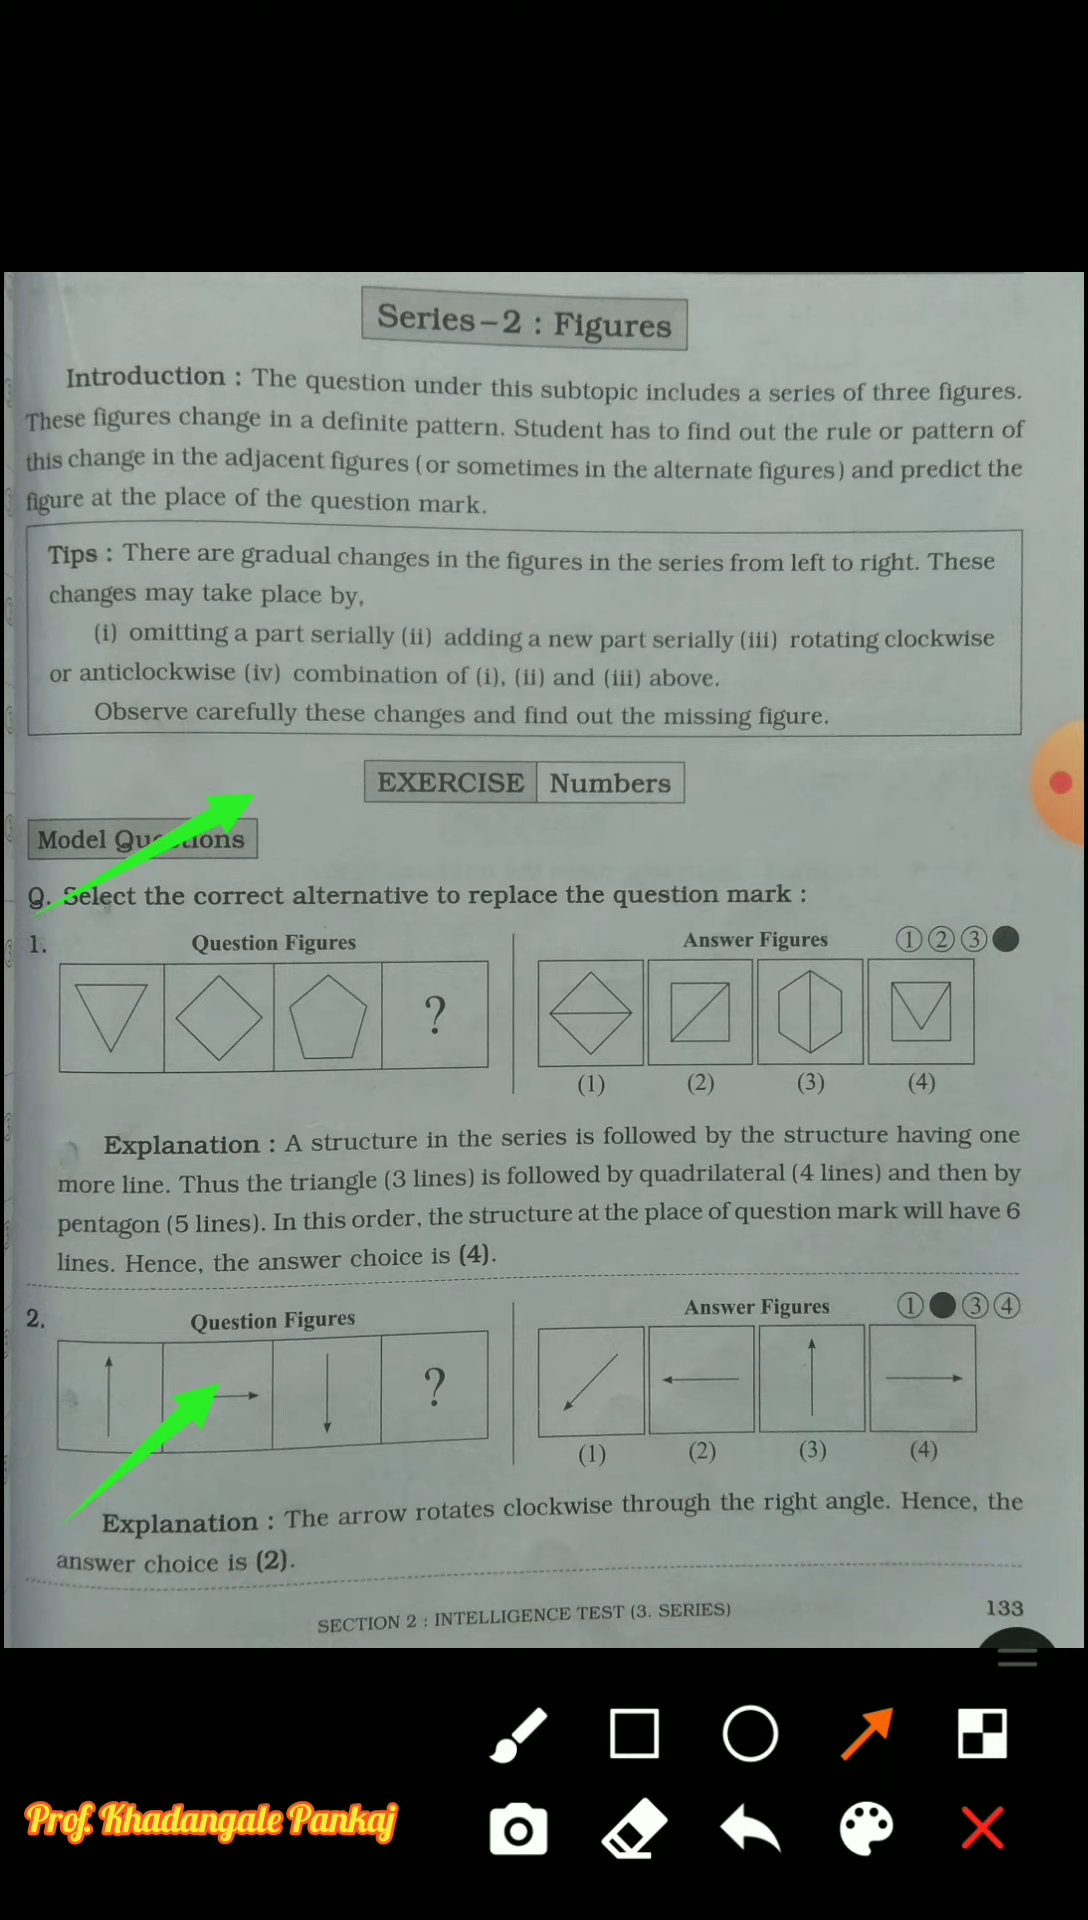 Series-2 : Figures
Introduction : The question under this subtopic includes a series of three figures.
These figures change in a definite pattern. Student has to find out the rule or pattern of
this change in the adjacent figures (or sometimes in the alternate figures) and predict the
figure at the place of the question mark.
Tips : There are gradual changes in the figures in the series from left to right. These
changes may take place by,
(i) omitting a part serially (ii) adding a new part serially (iii) rotating clockwise
or anticlockwise (iv) combination of (i), (ii) and (iii) above.
Observe carefully these changes and find out the missing figure.
EXERCISE Numbers
Model Questions
Q. Select the correct alternative to replace the question mark :
1. Question Figures Answer Figures ① ② ③ ●
?
(1) (2) (3) (4)
Explanation : A structure in the series is followed by the structure having one
more line. Thus the triangle (3 lines) is followed by quadrilateral (4 lines) and then by
pentagon (5 lines). In this order, the structure at the place of question mark will have 6
lines. Hence, the answer choice is (4).
2. Question Figures Answer Figures ① ● ③ ④
?
(1) (2) (3) (4)
Explanation : The arrow rotates clockwise through the right angle. Hence, the
answer choice is (2).
SECTION 2 : INTELLIGENCE TEST (3. SERIES) 133
Prof. Khadangale Pankaj